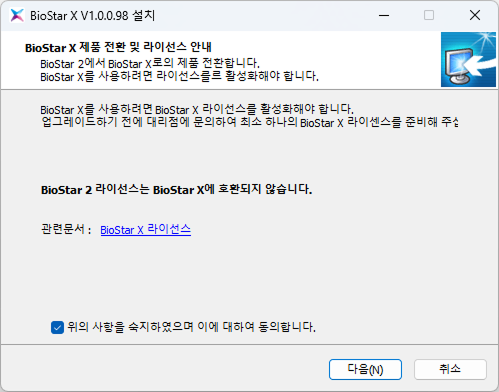 BioStar X V1.0.0.98 설치
BioStar X 제품 전환 및 라이선스 안내
BioStar 2에서 BioStar X로의 제품 전환합니다.
BioStar X를 사용하려면 라이선스를르 활성화해야 합니다.
BioStar X를 사용하려면 BioStar X 라이선스를 활성화해야 합니다.
업그레이드하기 전에 대리점에 문의하여 최소 하나의 BioStar X 라이센스를 준비해 주십
BioStar 2 라이선스는 BioStar X에 호환되지 않습니다.
관련문서 : BioStar X 라이선스
위의 사항을 숙지하였으며 이에 대하여 동의합니다.
다음(N)
취소